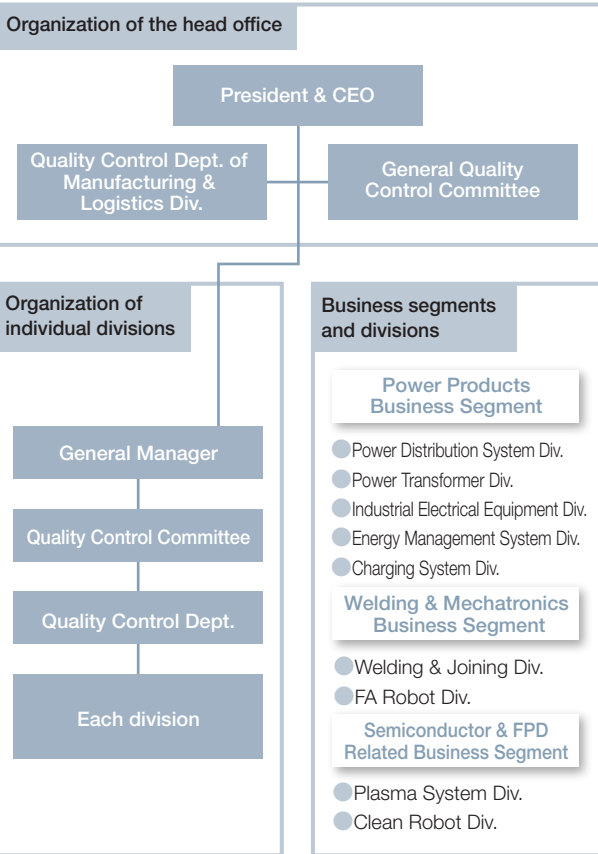 Organization of the head office
President & CEO
Quality Control Dept. of
Manufacturing &
Logistics Div.
General Quality
Control Committee
Organization of
individual divisions
General Manager
Quality Control Committee
Quality Control Dept.
Each division
Business segments
and divisions
Power Products
Business Segment
Power Distribution System Div.
Power Transformer Div.
Industrial Electrical Equipment Div.
Energy Management System Div.
Charging System Div.
Welding & Mechatronics
Business Segment
Welding & Joining Div.
FA Robot Div.
Semiconductor & FPD
Related Business Segment
Plasma System Div.
Clean Robot Div.